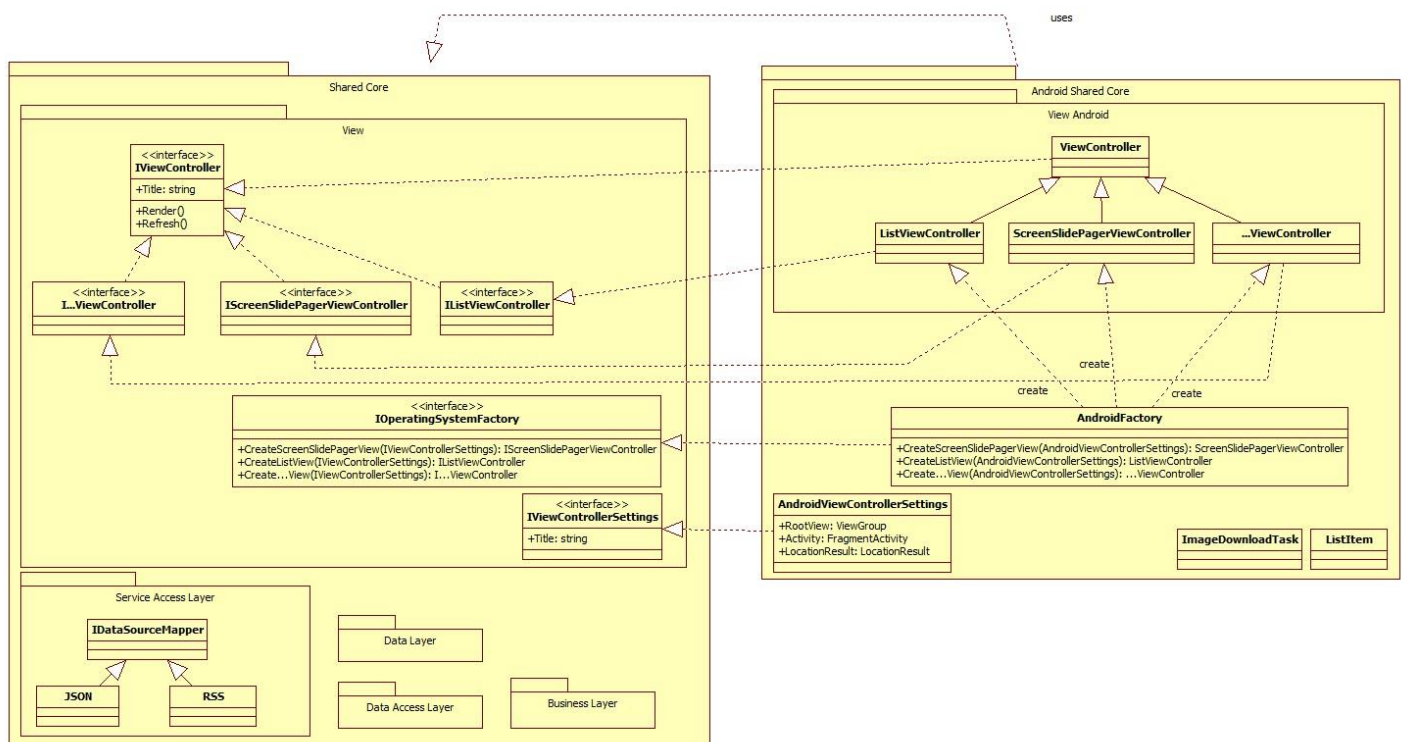 uses
Shared Core
View
<<interface>>
IViewController
+Title: string
+Render()
+Refresh()
<<interface>>
I...ViewController
<<interface>>
IScreenSlidePagerViewController
<<interface>>
IListViewController
<<interface>>
IOperatingSystemFactory
+CreateScreenSlidePagerView(IViewControllerSettings): IScreenSlidePagerViewController
+CreateListView(IViewControllerSettings): IListViewController
+Create...View(IViewControllerSettings): I...ViewController
<<interface>>
IViewControllerSettings
+Title: string
Service Access Layer
IDataSourceMapper
JSON
RSS
Data Layer
Data Access Layer
Business Layer
Android Shared Core
View Android
ViewController
ListViewController
ScreenSlidePagerViewController
...ViewController
create
create
create
AndroidFactory
+CreateScreenSlidePagerView(AndroidViewControllerSettings): ScreenSlidePagerViewController
+CreateListView(AndroidViewControllerSettings): ListViewController
+Create...View(AndroidViewControllerSettings): ...ViewController
AndroidViewControllerSettings
+RootView: ViewGroup
+Activity: FragmentActivity
+LocationResult: LocationResult
ImageDownloadTask
ListItem